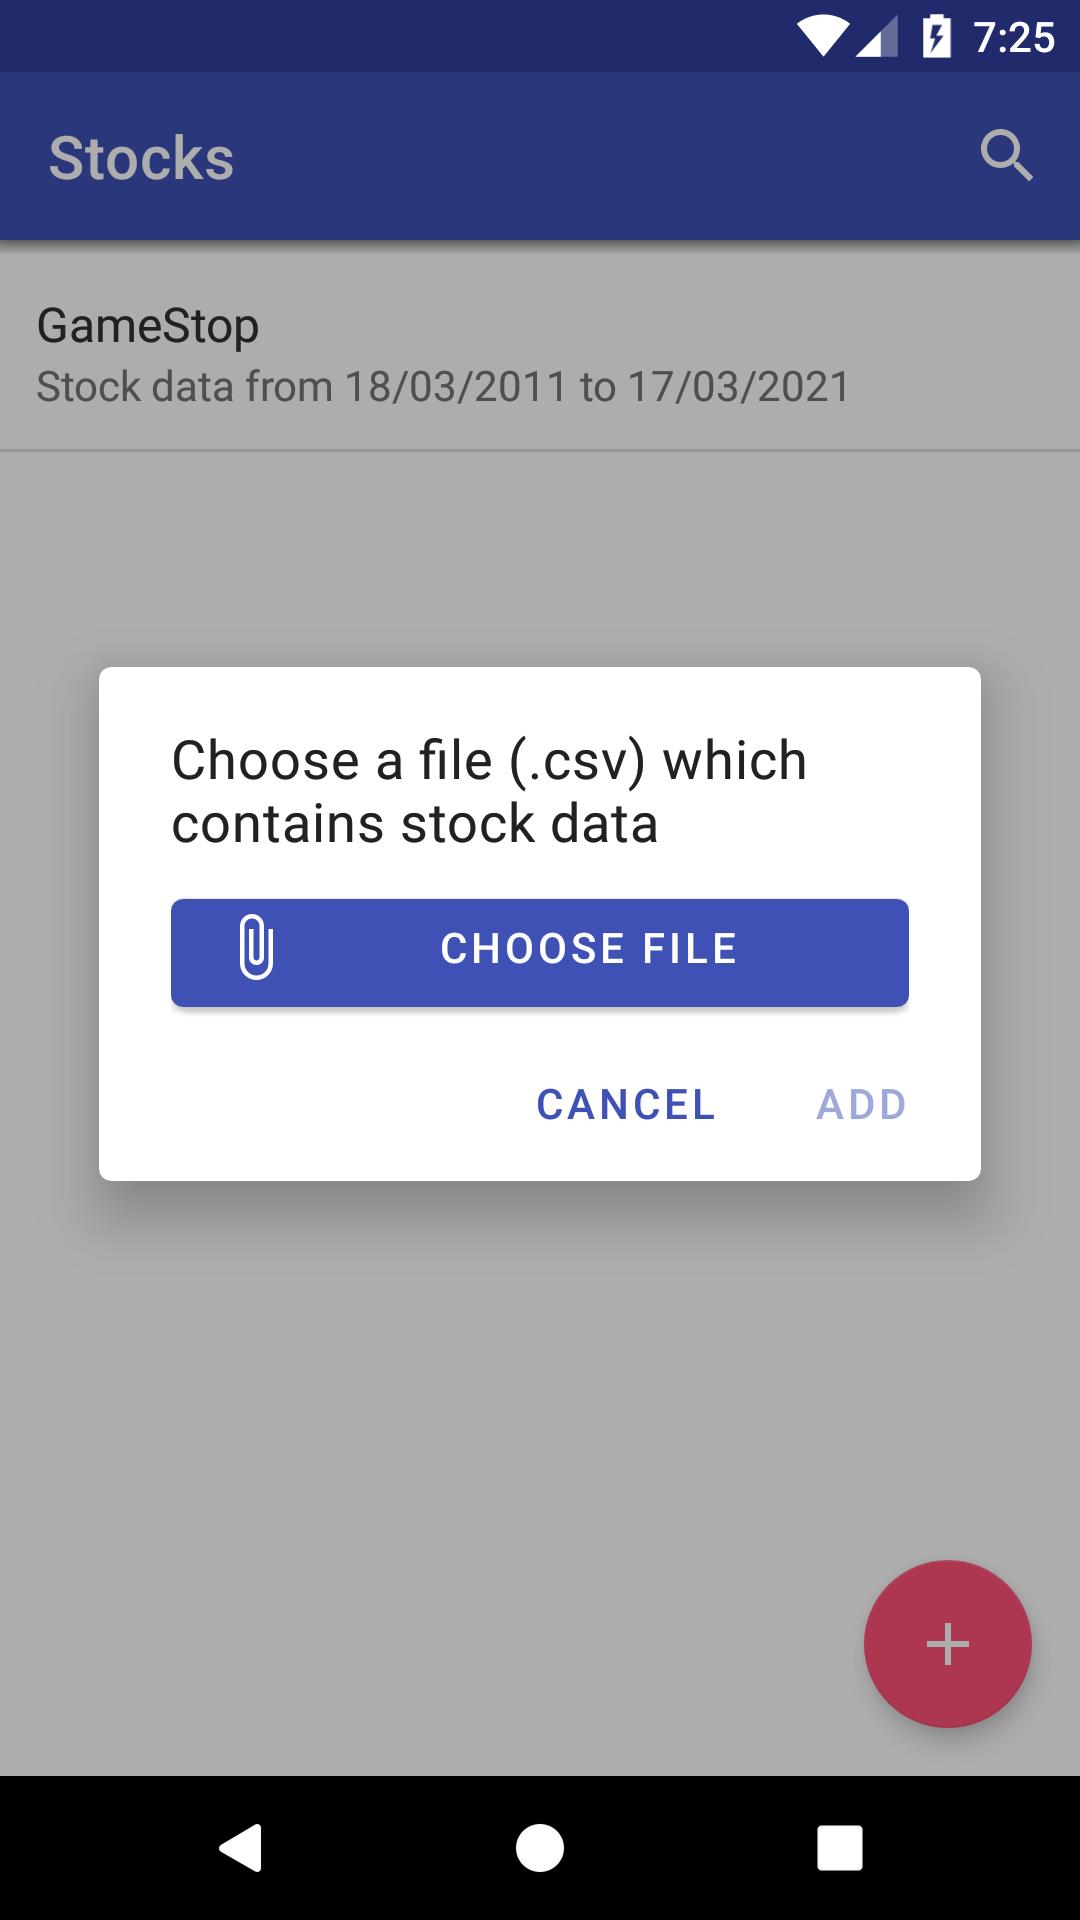 7:25
Stocks
GameStop
Stock data from 18/03/2011 to 17/03/2021
Choose a file (.csv) which
contains stock data
CHOOSE FILE
CANCEL ADD